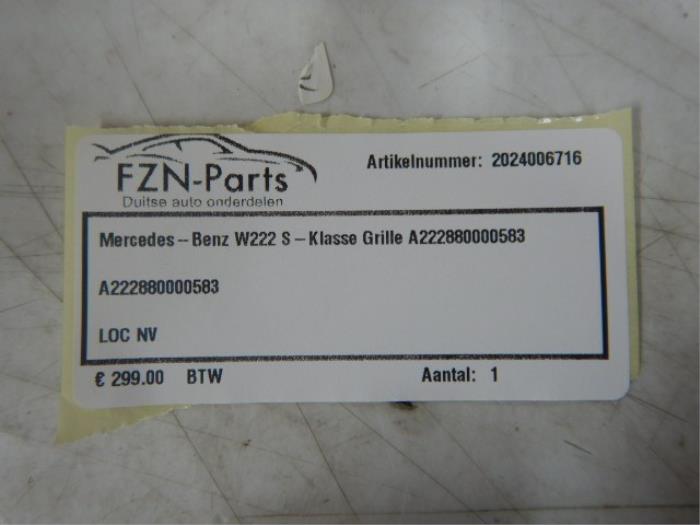 Artikelnummer: 2024006716
FZN-Parts
Duitse auto onderdelen
Mercedes-Benz W222 S-Klasse Grille A222880000583
A222880000583
LOC NV
€ 299.00 BTW Aantal: 1